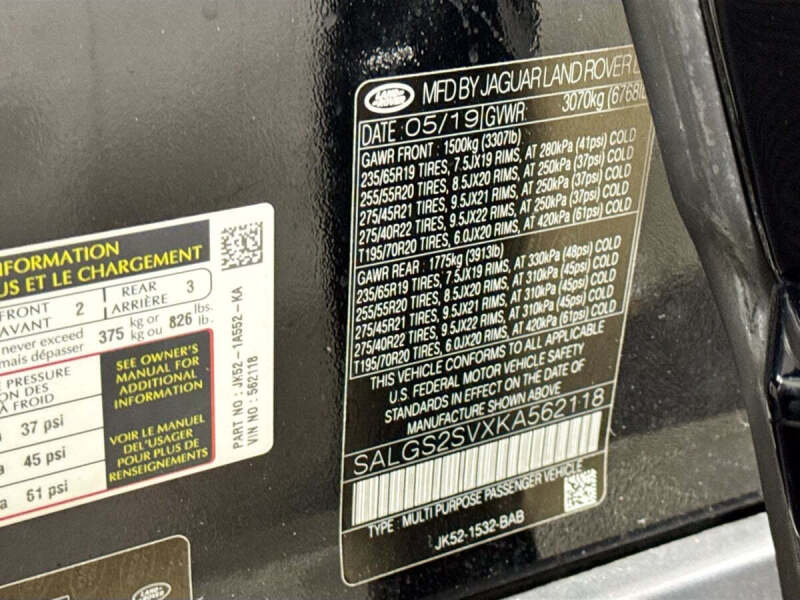 INFORMATION
US ET LE CHARGEMENT
FRONT 2 REAR 3
AVANT ARRIÈRE
never exceed 375 kg or 826 lbs.
jamais dépasser kg ou
PRESSURE
À FROID
37 psi
45 psi
61 psi
SEE OWNER'S
MANUAL FOR
ADDITIONAL
INFORMATION
VOIR LE MANUEL
DE L'USAGER
POUR PLUS DE
RENSEIGNEMENTS
PART NO : JK52-1A552-KA
VIN NO : 562118
LAND ROVER
MFD BY JAGUAR LAND ROVER
DATE 05/19 GVWR 3070kg (6768lb
GAWR FRONT : 1500kg (3307lb)
235/65R19 TIRES, 7.5JX19 RIMS, AT 280kPa (41psi) COLD
255/55R20 TIRES, 8.5JX20 RIMS, AT 250kPa (37psi) COLD
275/45R21 TIRES, 9.5JX21 RIMS, AT 250kPa (37psi) COLD
275/40R22 TIRES, 9.5JX22 RIMS, AT 250kPa (37psi) COLD
T195/70R20 TIRES, 6.0JX20 RIMS, AT 420kPa (61psi) COLD
GAWR REAR : 1775kg (3913lb)
235/65R19 TIRES, 7.5JX19 RIMS, AT 330kPa (48psi) COLD
255/55R20 TIRES, 8.5JX20 RIMS, AT 310kPa (45psi) COLD
275/45R21 TIRES, 9.5JX21 RIMS, AT 310kPa (45psi) COLD
275/40R22 TIRES, 9.5JX22 RIMS, AT 310kPa (45psi) COLD
T195/70R20 TIRES, 6.0JX20 RIMS, AT 420kPa (61psi) COLD
THIS VEHICLE CONFORMS TO ALL APPLICABLE
U.S. FEDERAL MOTOR VEHICLE SAFETY
STANDARDS IN EFFECT ON THE DATE OF
MANUFACTURE SHOWN ABOVE
SALGS2SVXKA562118
TYPE : MULTI PURPOSE PASSENGER VEHICLE
JK52-1532-BAB
LAND ROVER